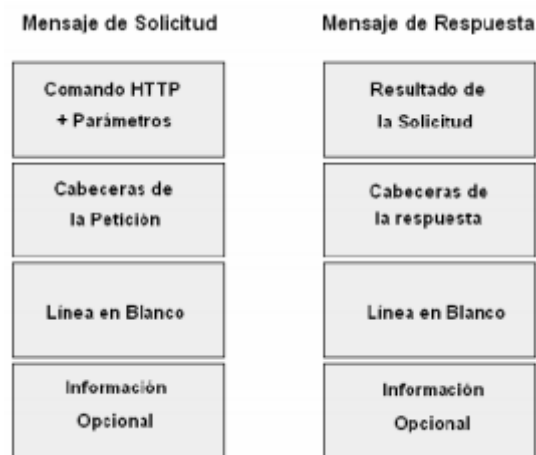 Mensaje de Solicitud
Mensaje de Respuesta
Comando HTTP
+ Parámetros
Resultado de
la Solicitud
Cabeceras de
la Petición
Cabeceras de
la respuesta
Línea en Blanco
Línea en Blanco
Información
Opcional
Información
Opcional